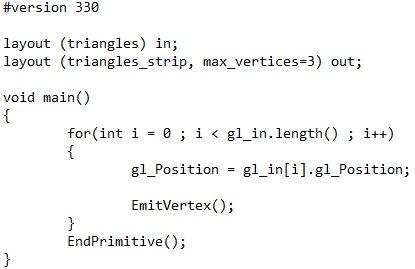 #version 330
layout (triangles) in;
layout (triangles_strip, max_vertices=3) out;
void main()
{
for(int i = 0 ; i < gl_in.length() ; i++)
{
gl_Position = gl_in[i].gl_Position;
EmitVertex();
}
EndPrimitive();
}